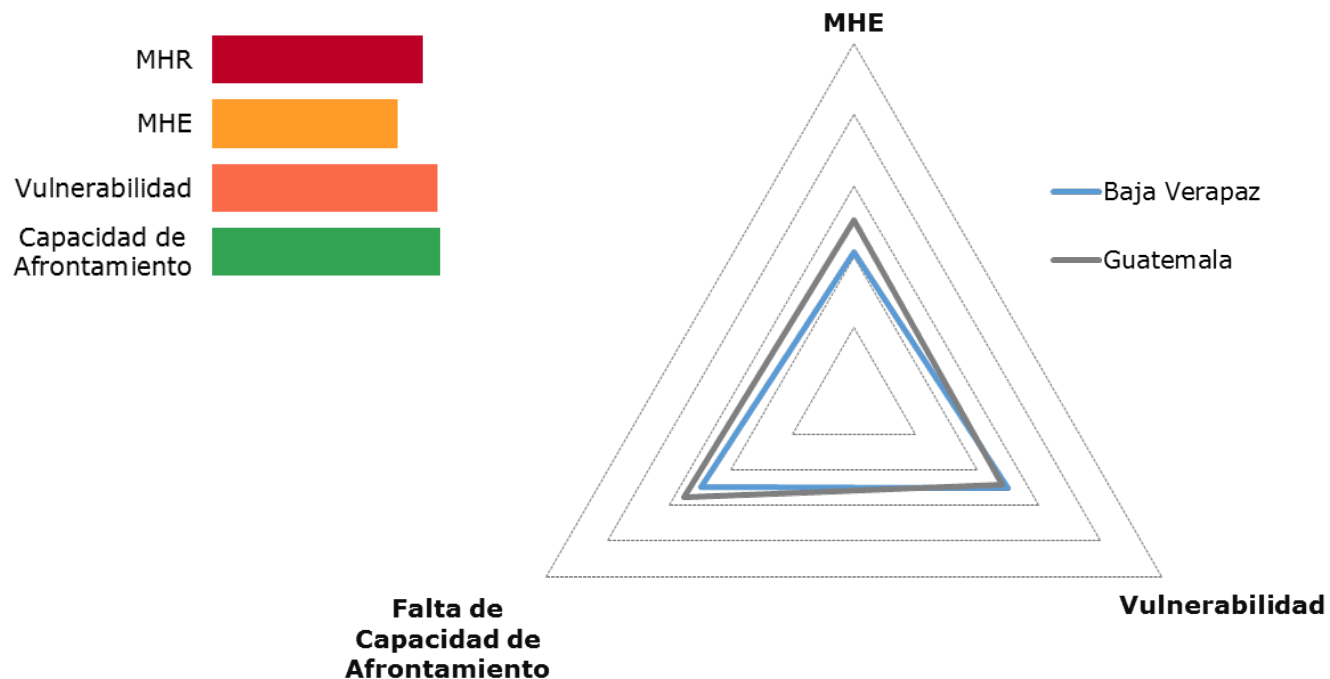 MHR
MHE
Vulnerabilidad
Capacidad de
Afrontamiento
MHE
Baja Verapaz
Guatemala
Falta de
Capacidad de
Afrontamiento
Vulnerabilidad